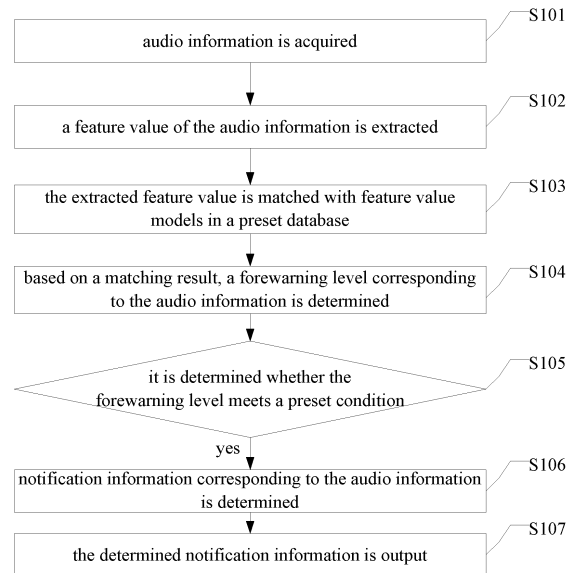 S101
audio information is acquired
S102
a feature value of the audio information is extracted
S103
the extracted feature value is matched with feature value
models in a preset database
S104
based on a matching result, a forewarning level corresponding
to the audio information is determined
S105
it is determined whether the
forewarning level meets a preset condition
yes
S106
notification information corresponding to the audio information
is determined
S107
the determined notification information is output